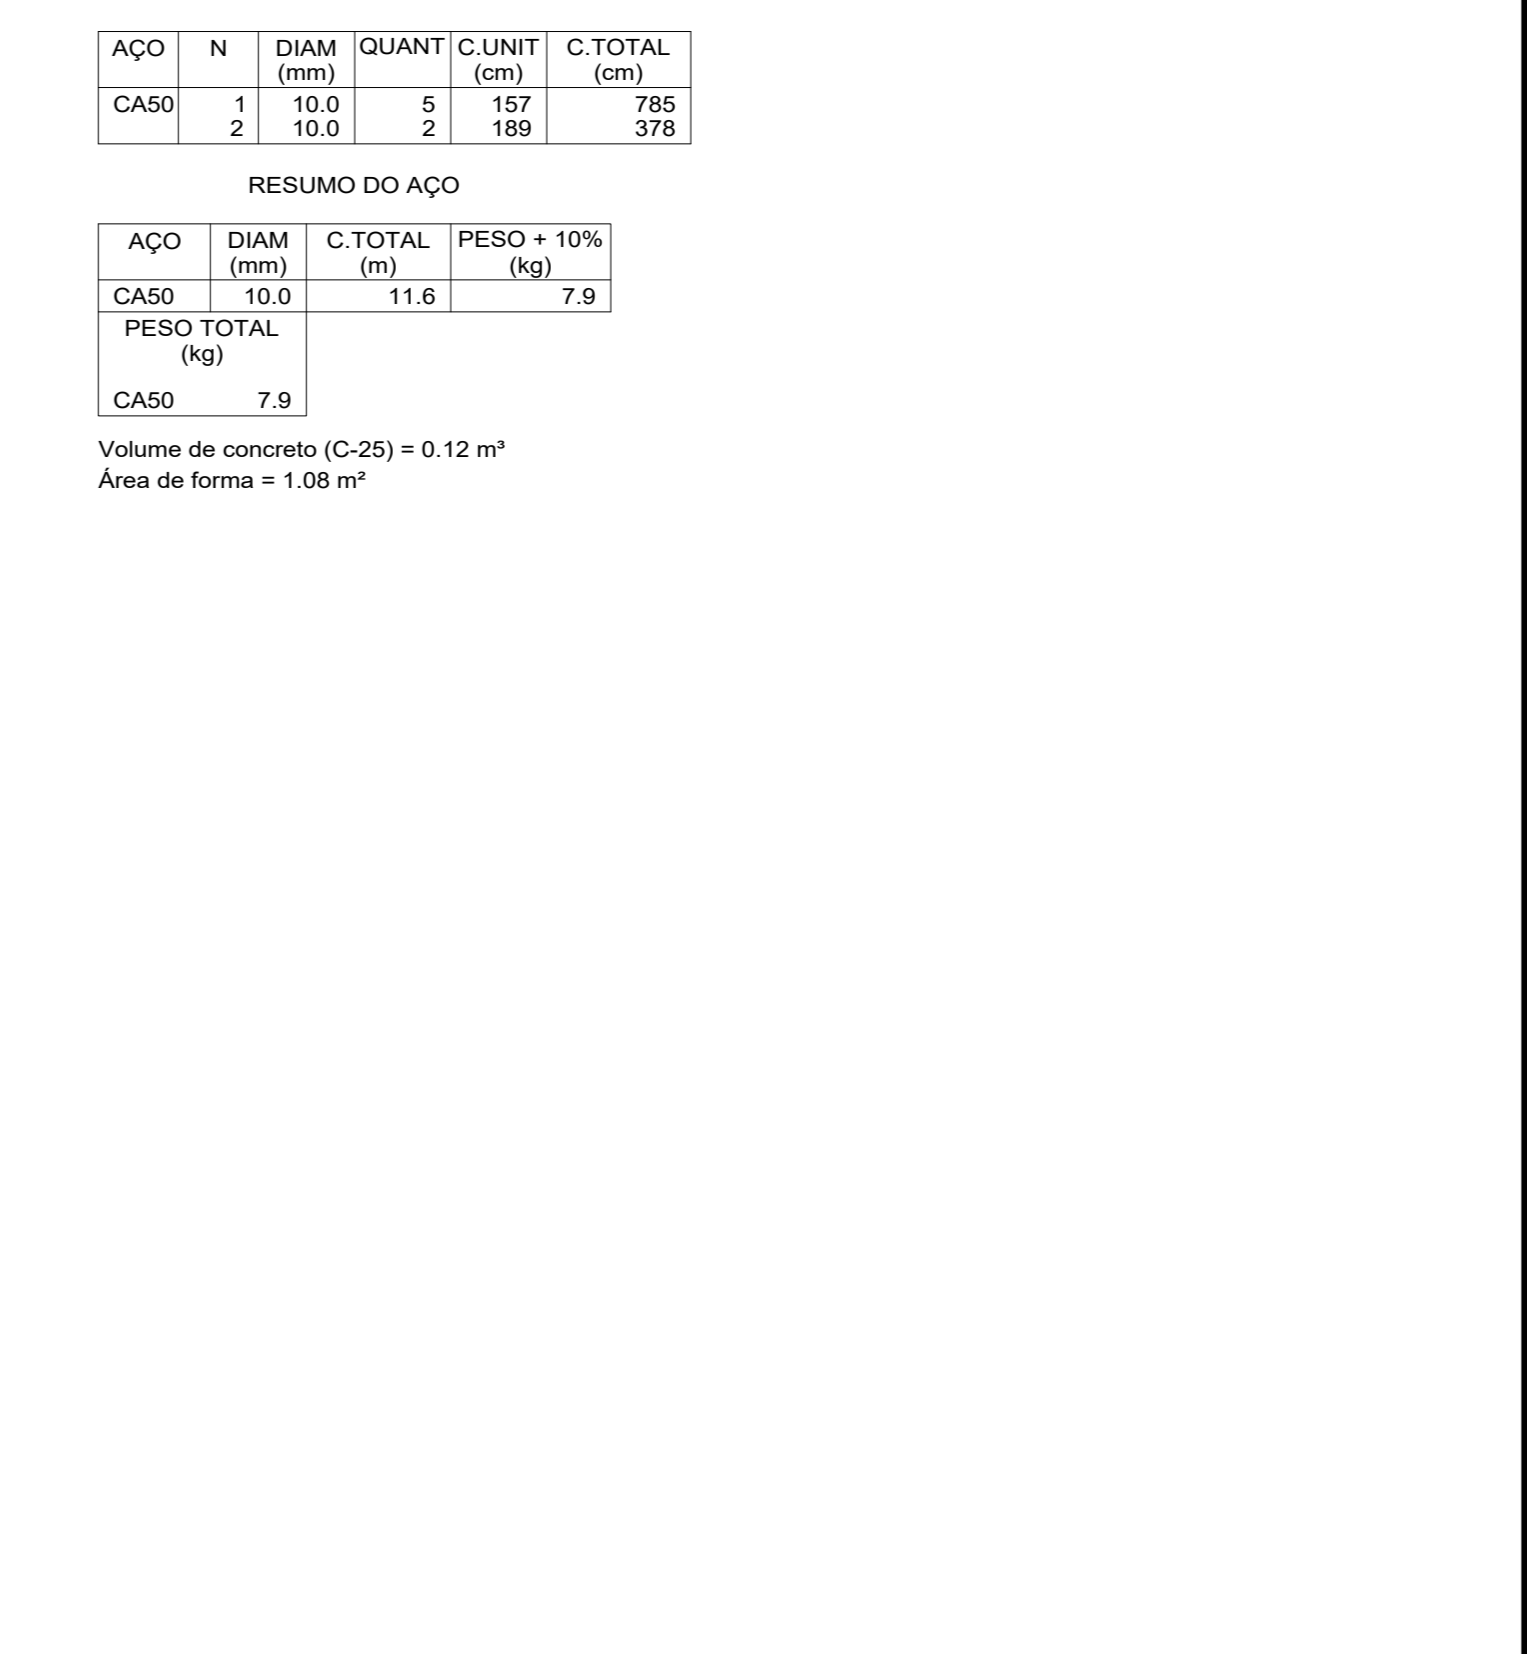 AÇO N DIAM QUANT C.UNIT C.TOTAL
(mm) (cm) (cm)
CA50 1 10.0 5 157 785
2 10.0 2 189 378
RESUMO DO AÇO
AÇO DIAM C.TOTAL PESO + 10%
(mm) (m) (kg)
CA50 10.0 11.6 7.9
PESO TOTAL
(kg)
CA50 7.9
Volume de concreto (C-25) = 0.12 m³
Área de forma = 1.08 m²